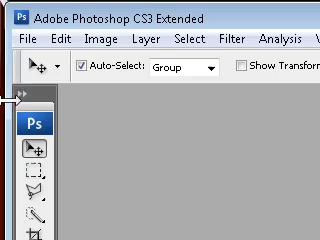 Ps Adobe Photoshop CS3 Extended
File Edit Image Layer Select Filter Analysis
Auto-Select: Group Show Transform
Ps